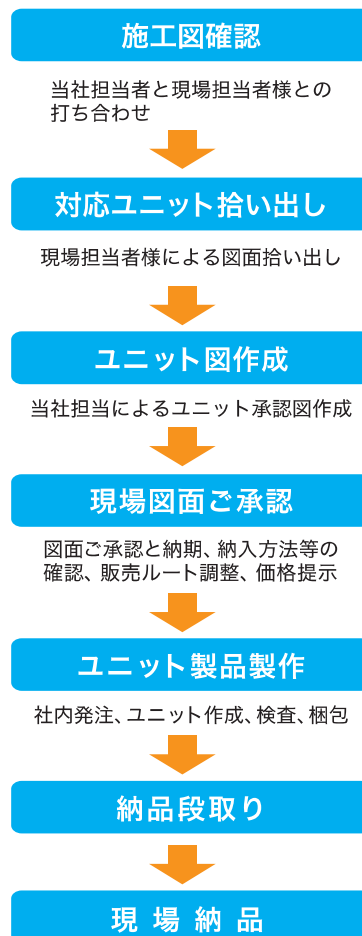 施工図確認
当社担当者と現場担当者様との
打ち合わせ
対応ユニット拾い出し
現場担当者様による図面拾い出し
ユニット図作成
当社担当によるユニット承認図作成
現場図面ご承認
図面ご承認と納期、納入方法等の
確認、販売ルート調整、価格提示
ユニット製品製作
社内発注、ユニット作成、検査、梱包
納品段取り
現場納品